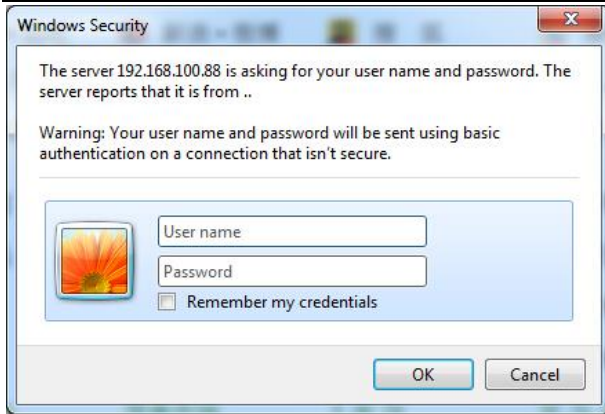 Windows Security
The server 192.168.100.88 is asking for your user name and password. The
server reports that it is from ..
Warning: Your user name and password will be sent using basic
authentication on a connection that isn't secure.
User name
Password
Remember my credentials
OK
Cancel